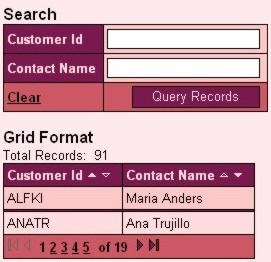 Search
Customer Id
Contact Name
Clear Query Records
Grid Format
Total Records: 91
Customer Id Contact Name
ALFKI Maria Anders
ANATR Ana Trujillo
1 2 3 4 5 of 19